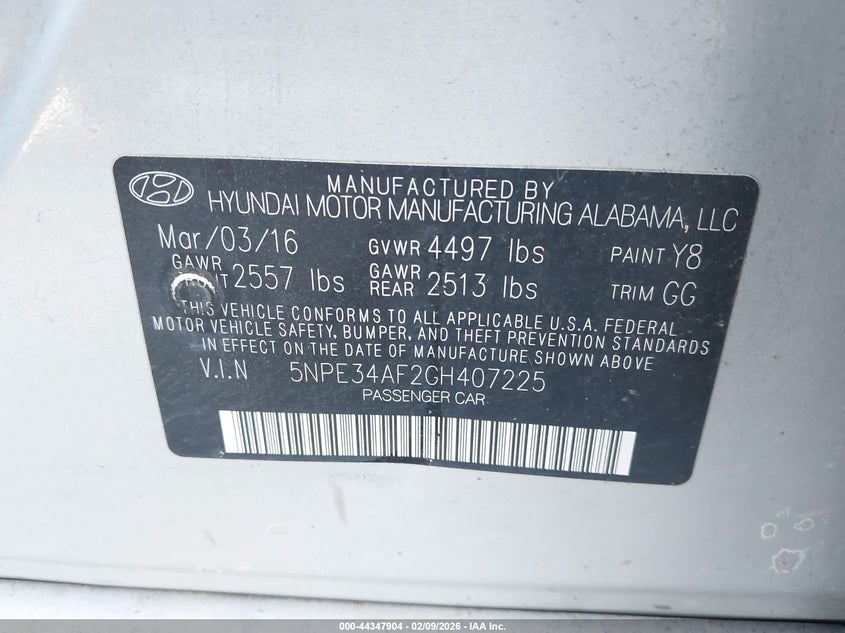 MANUFACTURED BY
HYUNDAI MOTOR MANUFACTURING ALABAMA, LLC
Mar/03/16 GVWR 4497 lbs PAINT Y8
GAWR 2557 lbs GAWR REAR 2513 lbs TRIM GG
THIS VEHICLE CONFORMS TO ALL APPLICABLE U.S.A. FEDERAL
MOTOR VEHICLE SAFETY, BUMPER, AND THEFT PREVENTION STANDARDS
IN EFFECT ON THE DATE OF MANUFACTURE SHOWN ABOVE
V.I.N 5NPE34AF2GH407225
PASSENGER CAR
000-44347904 - 02/09/2026 - IAA Inc.